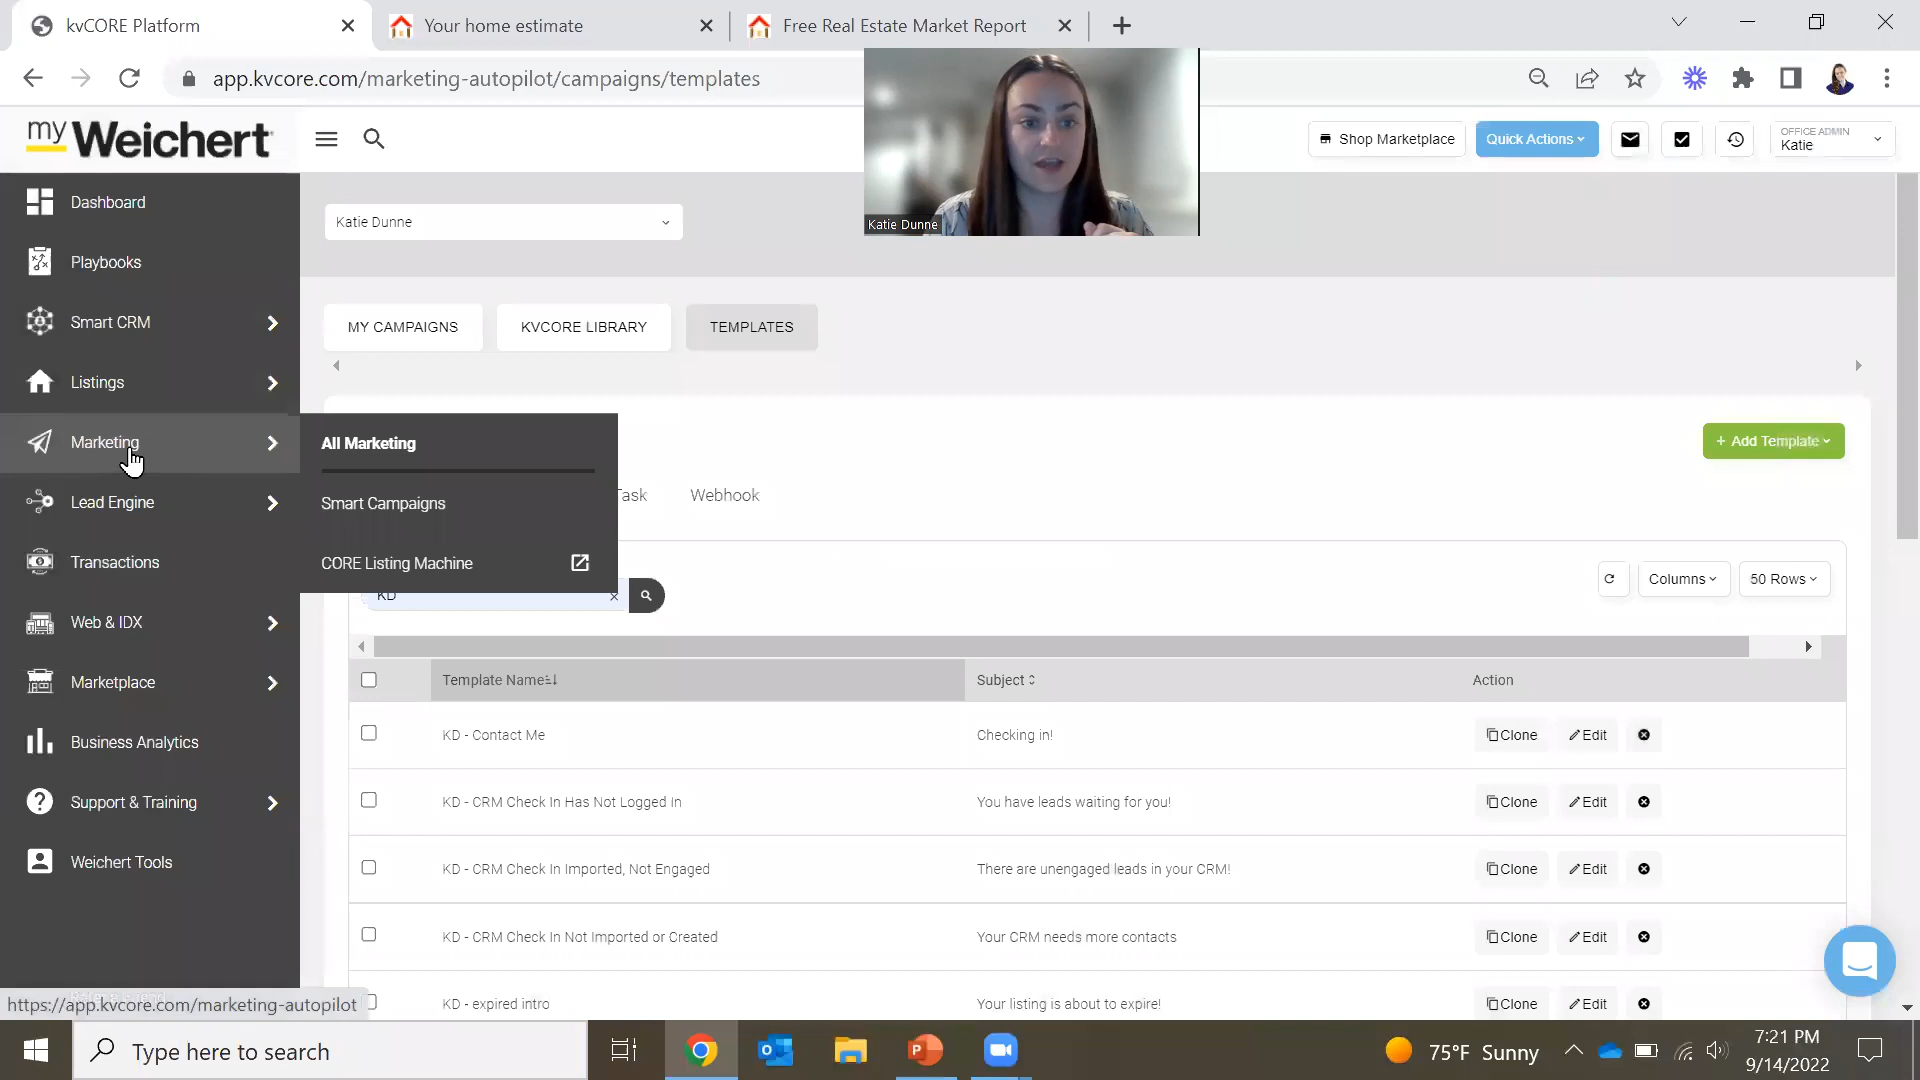 kvCORE Platform
Your home estimate
Free Real Estate Market Report
app.kvcore.com/marketing-autopilot/campaigns/templates
my Weichert
Shop Marketplace
Quick Actions
OFFICE ADMIN
Katie
Katie Dunne
Dashboard
Katie Dunne
Playbooks
Smart CRM
MY CAMPAIGNS
KVCORE LIBRARY
TEMPLATES
Listings
Marketing
All Marketing
+ Add Template
Lead Engine
Smart Campaigns
Task
Webhook
Transactions
CORE Listing Machine
KD
Columns
50 Rows
Web & IDX
Marketplace
Template Name
Subject
Action
Business Analytics
KD - Contact Me
Checking in!
Clone
Edit
Support & Training
KD - CRM Check In Has Not Logged In
You have leads waiting for you!
Clone
Edit
Weichert Tools
KD - CRM Check In Imported, Not Engaged
There are unengaged leads in your CRM!
Clone
Edit
KD - CRM Check In Not Imported or Created
Your CRM needs more contacts
Clone
Edit
https://app.kvcore.com/marketing-autopilot
KD - expired intro
Your listing is about to expire!
Clone
Edit
Type here to search
75°F Sunny
7:21 PM
9/14/2022